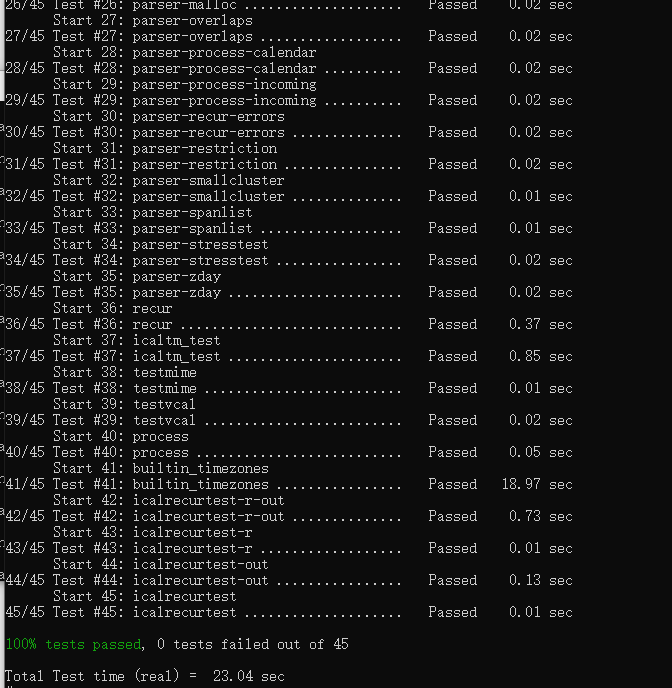 26/45 Test #26: parser-malloc .................... Passed 0.02 sec
Start 27: parser-overlaps
27/45 Test #27: parser-overlaps .................. Passed 0.02 sec
Start 28: parser-process-calendar
28/45 Test #28: parser-process-calendar .......... Passed 0.02 sec
Start 29: parser-process-incoming
29/45 Test #29: parser-process-incoming .......... Passed 0.02 sec
Start 30: parser-recur-errors
30/45 Test #30: parser-recur-errors .............. Passed 0.02 sec
Start 31: parser-restriction
31/45 Test #31: parser-restriction ............... Passed 0.02 sec
Start 32: parser-smallcluster
32/45 Test #32: parser-smallcluster .............. Passed 0.01 sec
Start 33: parser-spanlist
33/45 Test #33: parser-spanlist .................. Passed 0.01 sec
Start 34: parser-stresstest
34/45 Test #34: parser-stresstest ................ Passed 0.02 sec
Start 35: parser-zday
35/45 Test #35: parser-zday ...................... Passed 0.02 sec
Start 36: recur
36/45 Test #36: recur ............................ Passed 0.37 sec
Start 37: icaltm_test
37/45 Test #37: icaltm_test ...................... Passed 0.85 sec
Start 38: testmime
38/45 Test #38: testmime ......................... Passed 0.01 sec
Start 39: testvcal
39/45 Test #39: testvcal ......................... Passed 0.02 sec
Start 40: process
40/45 Test #40: process .......................... Passed 0.05 sec
Start 41: builtin_timezones
41/45 Test #41: builtin_timezones ................ Passed 18.97 sec
Start 42: icalrecurtest-r-out
42/45 Test #42: icalrecurtest-r-out .............. Passed 0.73 sec
Start 43: icalrecurtest-r
43/45 Test #43: icalrecurtest-r .................. Passed 0.01 sec
Start 44: icalrecurtest-out
44/45 Test #44: icalrecurtest-out ................ Passed 0.13 sec
Start 45: icalrecurtest
45/45 Test #45: icalrecurtest .................... Passed 0.01 sec
100% tests passed, 0 tests failed out of 45
Total Test time (real) = 23.04 sec